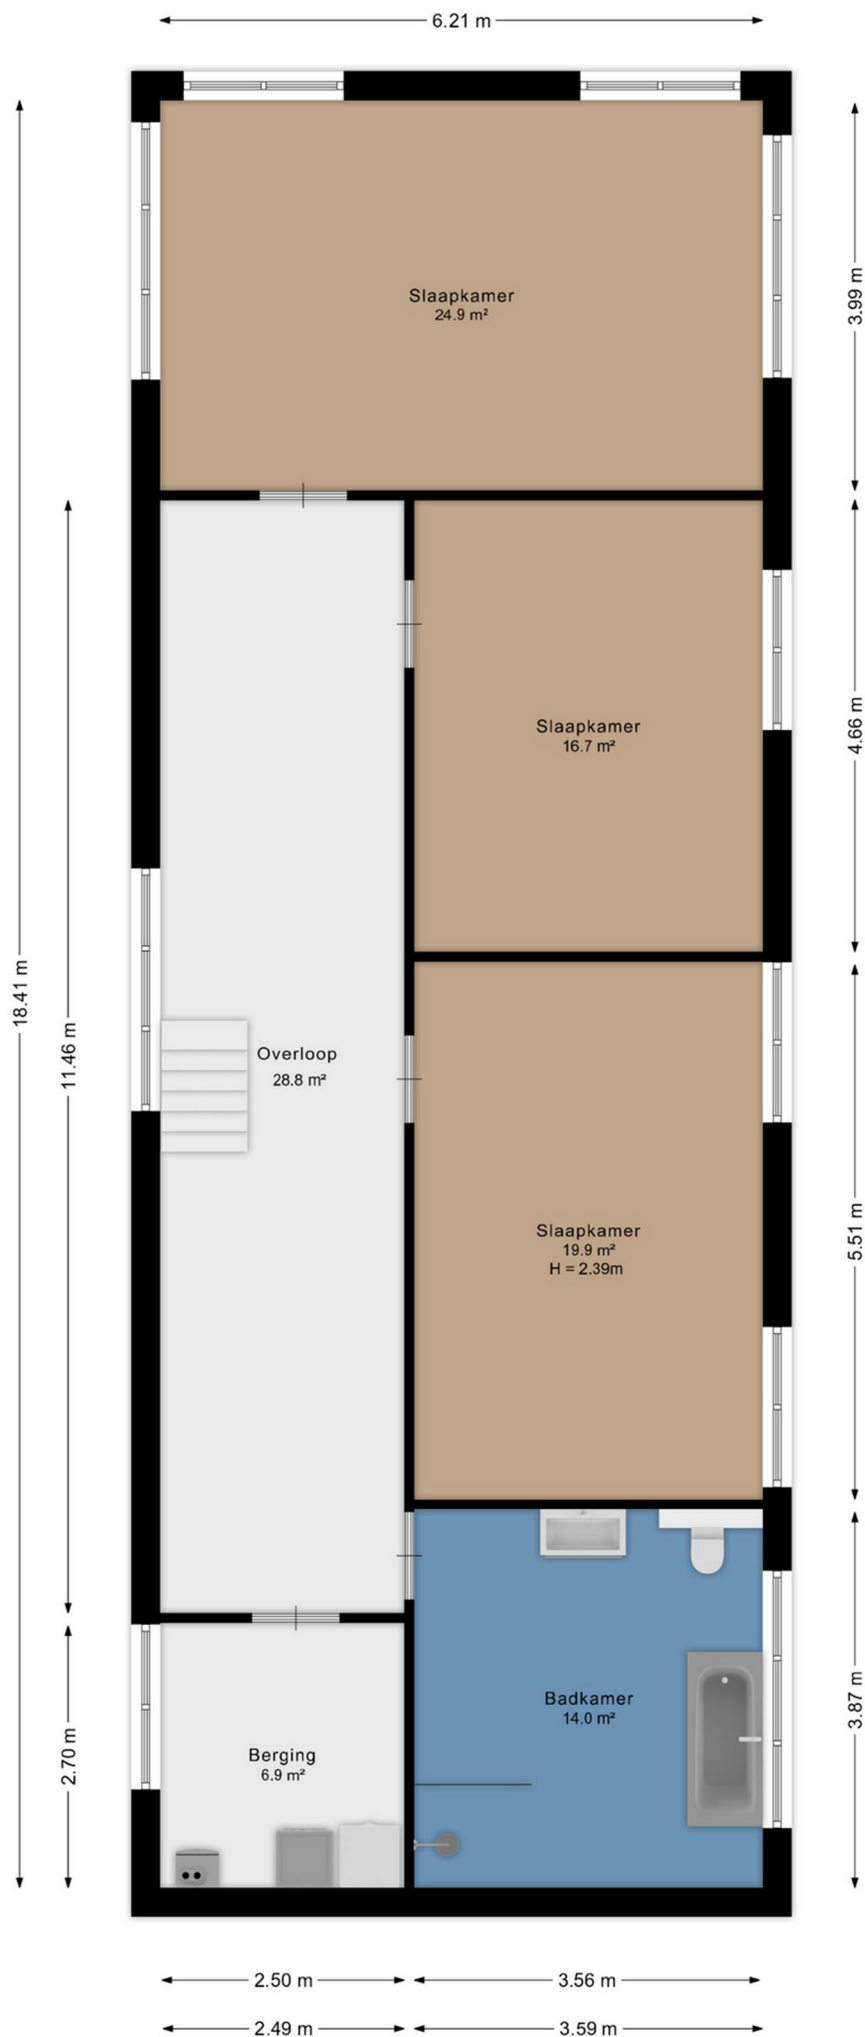 6.21 m
Slaapkamer
24.9 m²
3.99 m
Slaapkamer
16.7 m²
4.66 m
18.41 m
11.46 m
Overloop
28.8 m²
Slaapkamer
19.9 m²
H = 2.39m
5.51 m
Badkamer
14.0 m²
3.87 m
Berging
6.9 m²
2.70 m
2.50 m
3.56 m
2.49 m
3.59 m